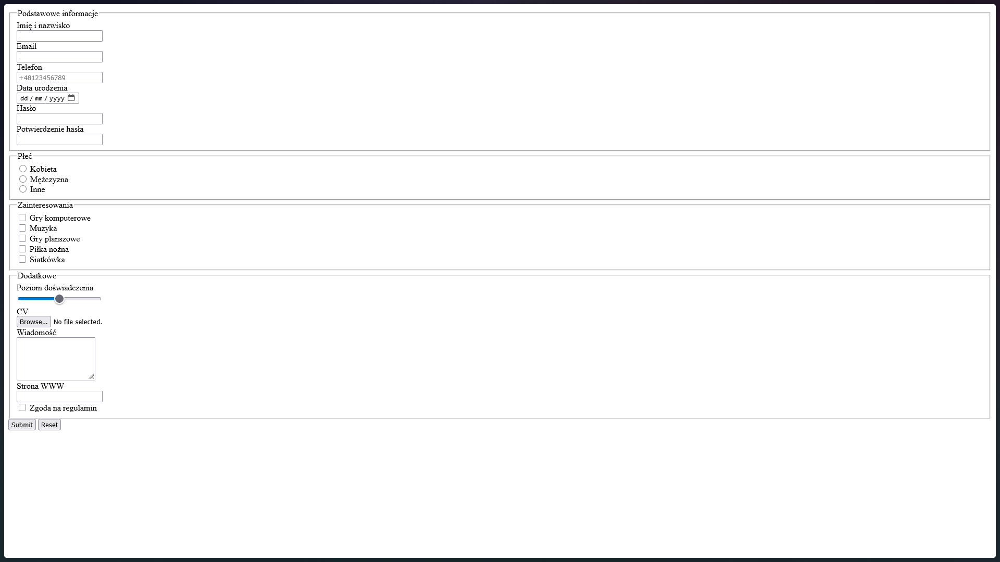 Podstawowe informacje
Imię i nazwisko
Email
Telefon
+48123456789
Data urodzenia
dd / mm / yyyy
Hasło
Potwierdzenie hasła
Płeć
Kobieta
Mężczyzna
Inne
Zainteresowania
Gry komputerowe
Muzyka
Gry planszowe
Piłka nożna
Siatkówka
Dodatkowe
Poziom doświadczenia
CV
Browse... No file selected.
Wiadomość
Strona WWW
Zgoda na regulamin
Submit Reset